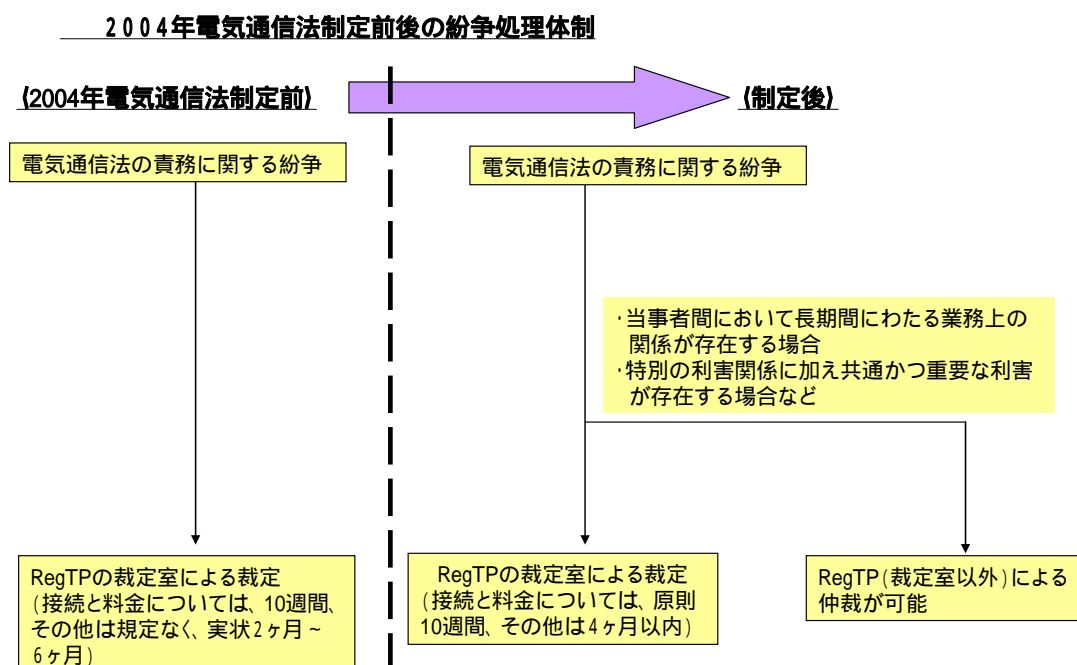 2004年電気通信法制定前後の紛争処理体制
(2004年電気通信法制定前)
(制定後)
電気通信法の責務に関する紛争
電気通信法の責務に関する紛争
・当事者間において長期間にわたる業務上の
関係が存在する場合
・特別の利害関係に加え共通かつ重要な利害
が存在する場合など
RegTPの裁定室による裁定
(接続と料金については、10週間、
その他は規定なく、実状2ヶ月~
6ヶ月)
RegTPの裁定室による裁定
(接続と料金については、原則
10週間、その他は4ヶ月以内)
RegTP(裁定室以外)による
仲裁が可能